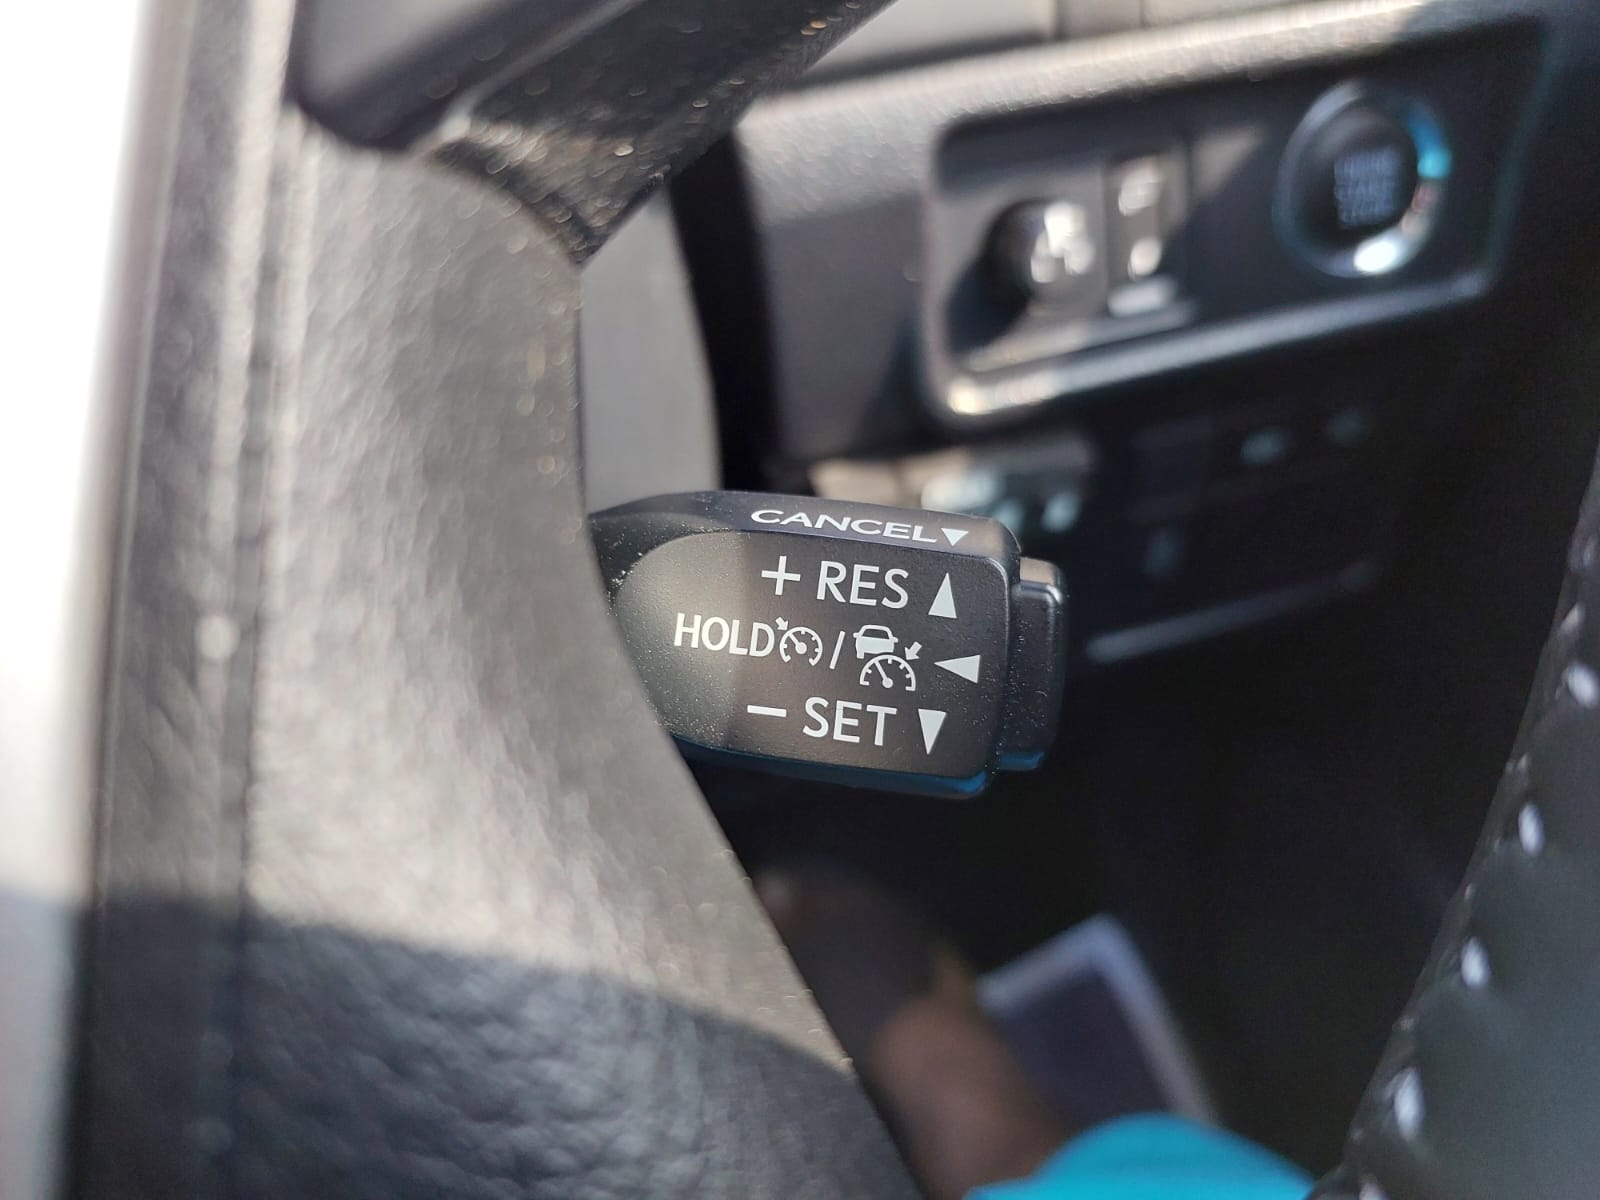 CANCEL▼
+ RES ▲
HOLD / ◀
− SET ▼